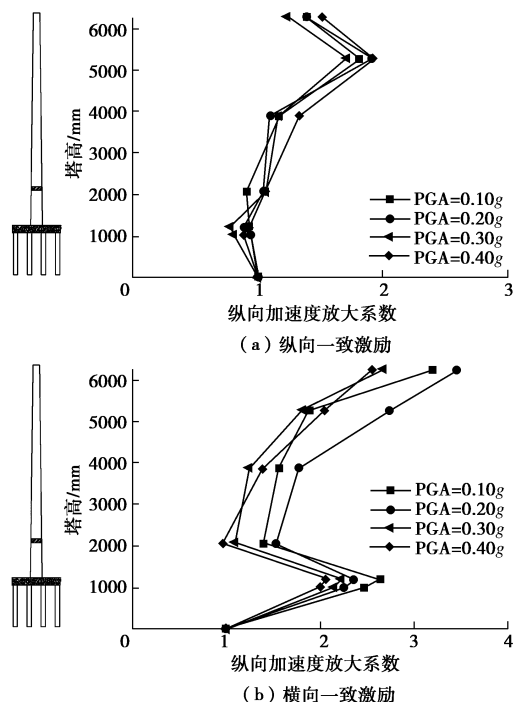 6000
5000
4000
3000
2000
1000
0
塔高/mm
PGA=0.10g
PGA=0.20g
PGA=0.30g
PGA=0.40g
0 1 2 3
纵向加速度放大系数
（a）纵向一致激励
6000
5000
4000
3000
2000
1000
0
塔高/mm
PGA=0.10g
PGA=0.20g
PGA=0.30g
PGA=0.40g
1 2 3 4
纵向加速度放大系数
（b）横向一致激励